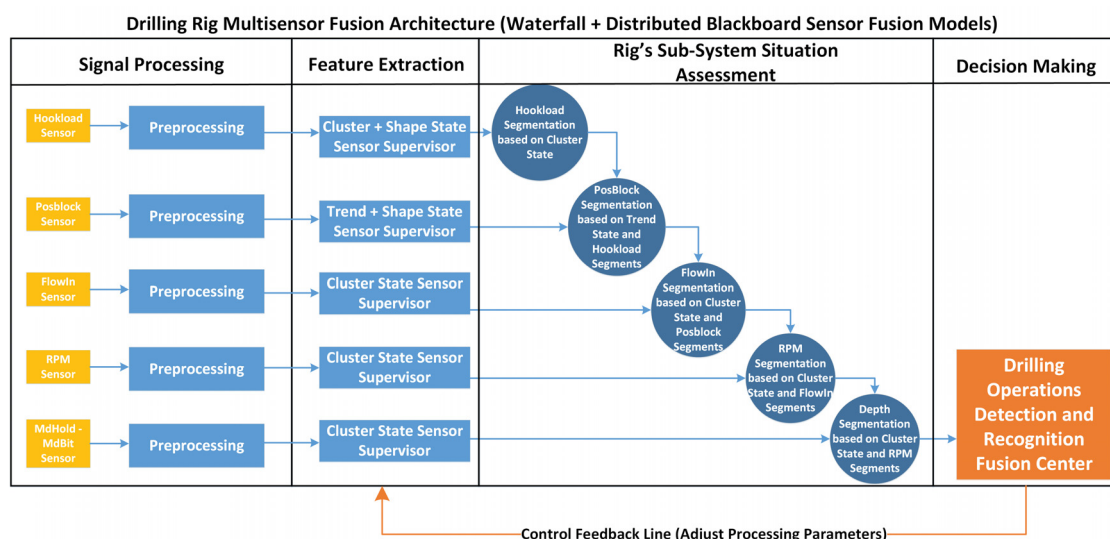 Drilling Rig Multisensor Fusion Architecture (Waterfall + Distributed Blackboard Sensor Fusion Models)
Signal Processing
Feature Extraction
Rig's Sub-System Situation
Assessment
Decision Making
Hookload
Sensor
Preprocessing
Cluster + Shape State
Sensor Supervisor
Hookload
Segmentation
based on Cluster
State
Posblock
Sensor
Preprocessing
Trend + Shape State
Sensor Supervisor
PosBlock
Segmentation
based on Trend
State and
Hookload
Segments
FlowIn
Sensor
Preprocessing
Cluster State Sensor
Supervisor
FlowIn
Segmentation
based on Cluster
State and
Posblock
Segments
RPM
Sensor
Preprocessing
Cluster State Sensor
Supervisor
RPM
Segmentation
based on Cluster
State and FlowIn
Segments
MdHold -
MdBit
Sensor
Preprocessing
Cluster State Sensor
Supervisor
Depth
Segmentation
based on Cluster
State and RPM
Segments
Drilling
Operations
Detection and
Recognition
Fusion Center
Control Feedback Line (Adjust Processing Parameters)